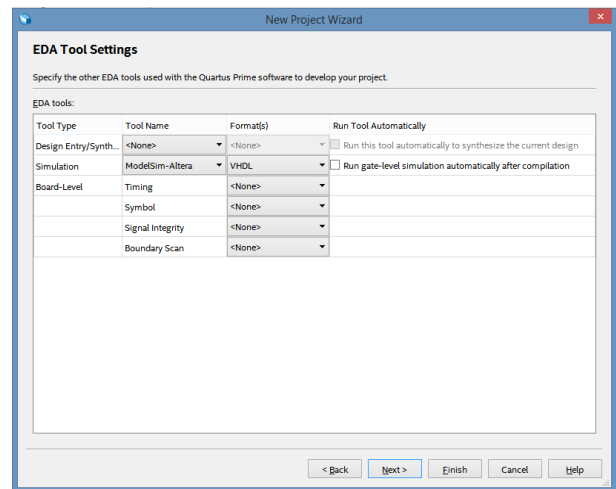 New Project Wizard
EDA Tool Settings
Specify the other EDA tools used with the Quartus Prime software to develop your project.
EDA tools:
Tool Type Tool Name Format(s) Run Tool Automatically
Design Entry/Synth... <None> <None> Run this tool automatically to synthesize the current design
Simulation ModelSim-Altera VHDL Run gate-level simulation automatically after compilation
Board-Level Timing <None>
Symbol <None>
Signal Integrity <None>
Boundary Scan <None>
< Back Next > Finish Cancel Help